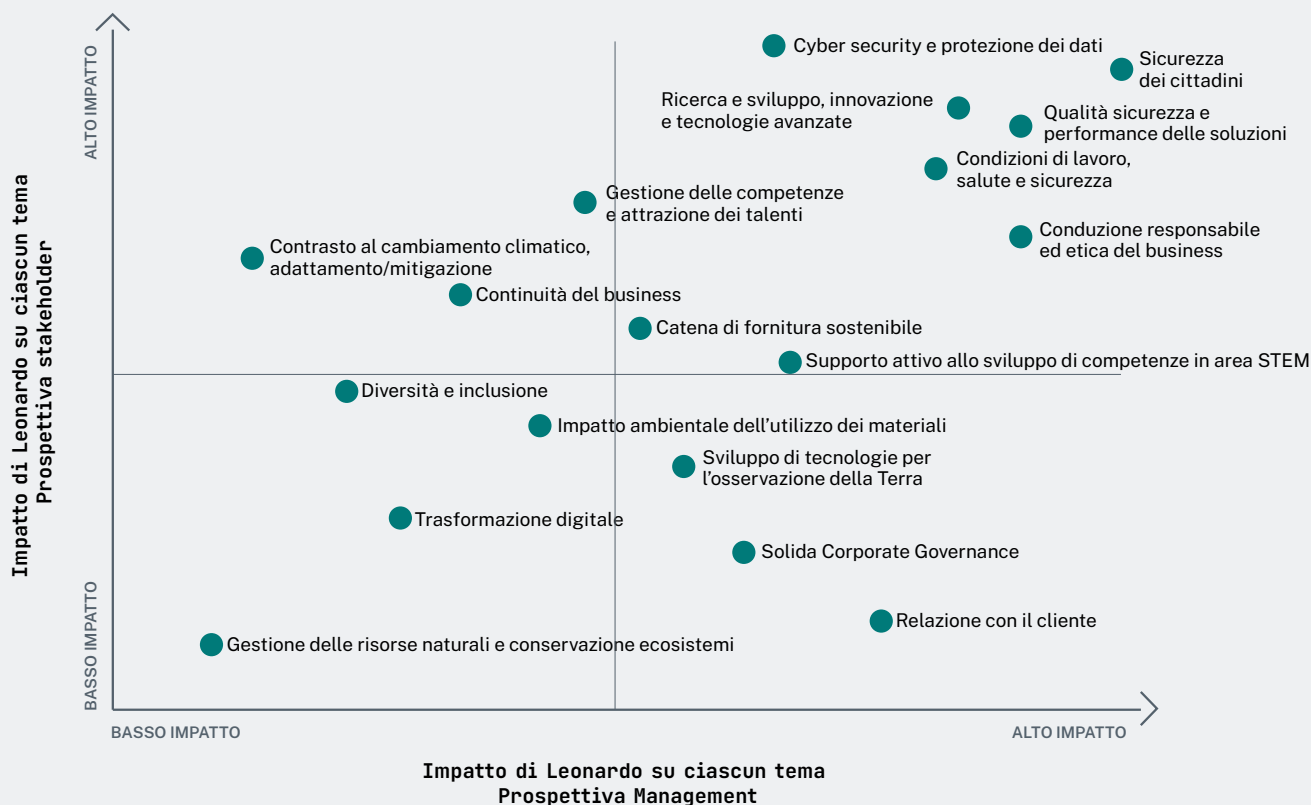 ALTO IMPATTO
Impatto di Leonardo su ciascun tema
Prospettiva stakeholder
BASSO IMPATTO
Cyber security e protezione dei dati
Sicurezza
dei cittadini
Ricerca e sviluppo, innovazione
e tecnologie avanzate
Qualità sicurezza e
performance delle soluzioni
Condizioni di lavoro,
salute e sicurezza
Gestione delle competenze
e attrazione dei talenti
Conduzione responsabile
ed etica del business
Contrasto al cambiamento climatico,
adattamento/mitigazione
Continuità del business
Catena di fornitura sostenibile
Supporto attivo allo sviluppo di competenze in area STEM
Diversità e inclusione
Impatto ambientale dell’utilizzo dei materiali
Sviluppo di tecnologie per
l’osservazione della Terra
Trasformazione digitale
Solida Corporate Governance
Relazione con il cliente
Gestione delle risorse naturali e conservazione ecosistemi
BASSO IMPATTO
ALTO IMPATTO
Impatto di Leonardo su ciascun tema
Prospettiva Management